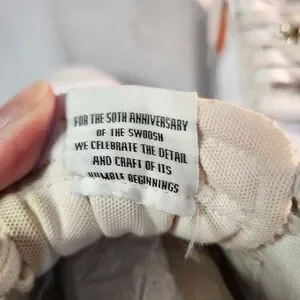 FOR THE 50TH ANNIVERSARY
OF THE SWOOSH
WE CELEBRATE THE DETAIL
AND CRAFT OF ITS
HUMBLE BEGINNINGS